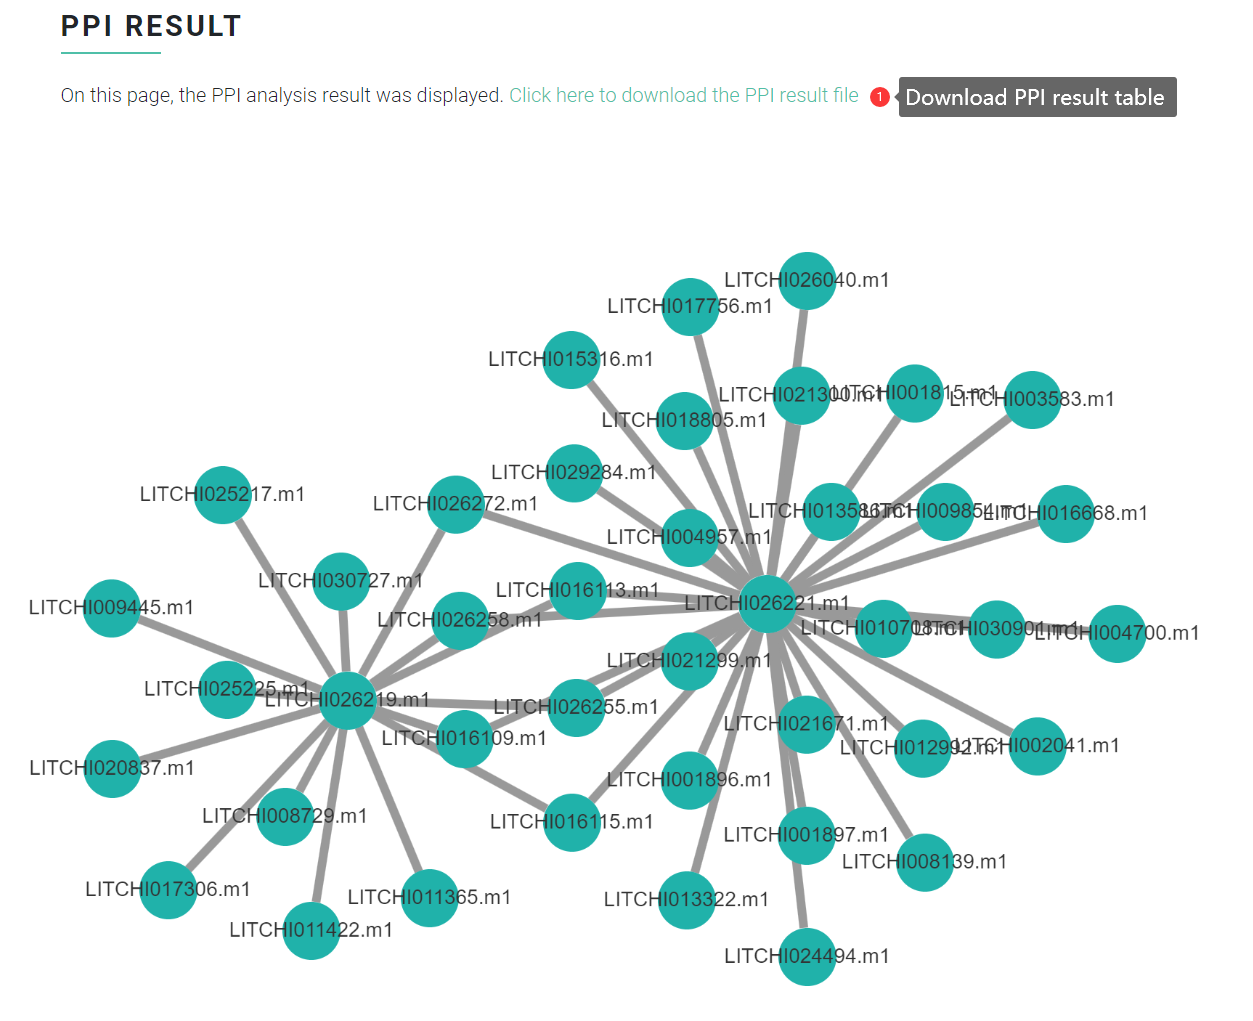 PPI RESULT
On this page, the PPI analysis result was displayed. Click here to download the PPI result file 1 Download PPI result table
LITCHI026040.m1
LITCHI017756.m1
LITCHI015316.m1
LITCHI021300.m1
LITCHI001815.m1
LITCHI003583.m1
LITCHI018805.m1
LITCHI029284.m1
LITCHI025217.m1
LITCHI026272.m1
LITCHI013586.m1
LITCHI009854.m1
LITCHI016668.m1
LITCHI004957.m1
LITCHI030727.m1
LITCHI016113.m1
LITCHI009445.m1
LITCHI026258.m1
LITCHI026221.m1
LITCHI010708.m1
LITCHI004700.m1
LITCHI021299.m1
LITCHI025225.m1
LITCHI026219.m1
LITCHI026255.m1
LITCHI021671.m1
LITCHI016109.m1
LITCHI012992.m1
LITCHI002041.m1
LITCHI020837.m1
LITCHI001896.m1
LITCHI008729.m1
LITCHI016115.m1
LITCHI001897.m1
LITCHI008139.m1
LITCHI017306.m1
LITCHI011365.m1
LITCHI013322.m1
LITCHI011422.m1
LITCHI024494.m1